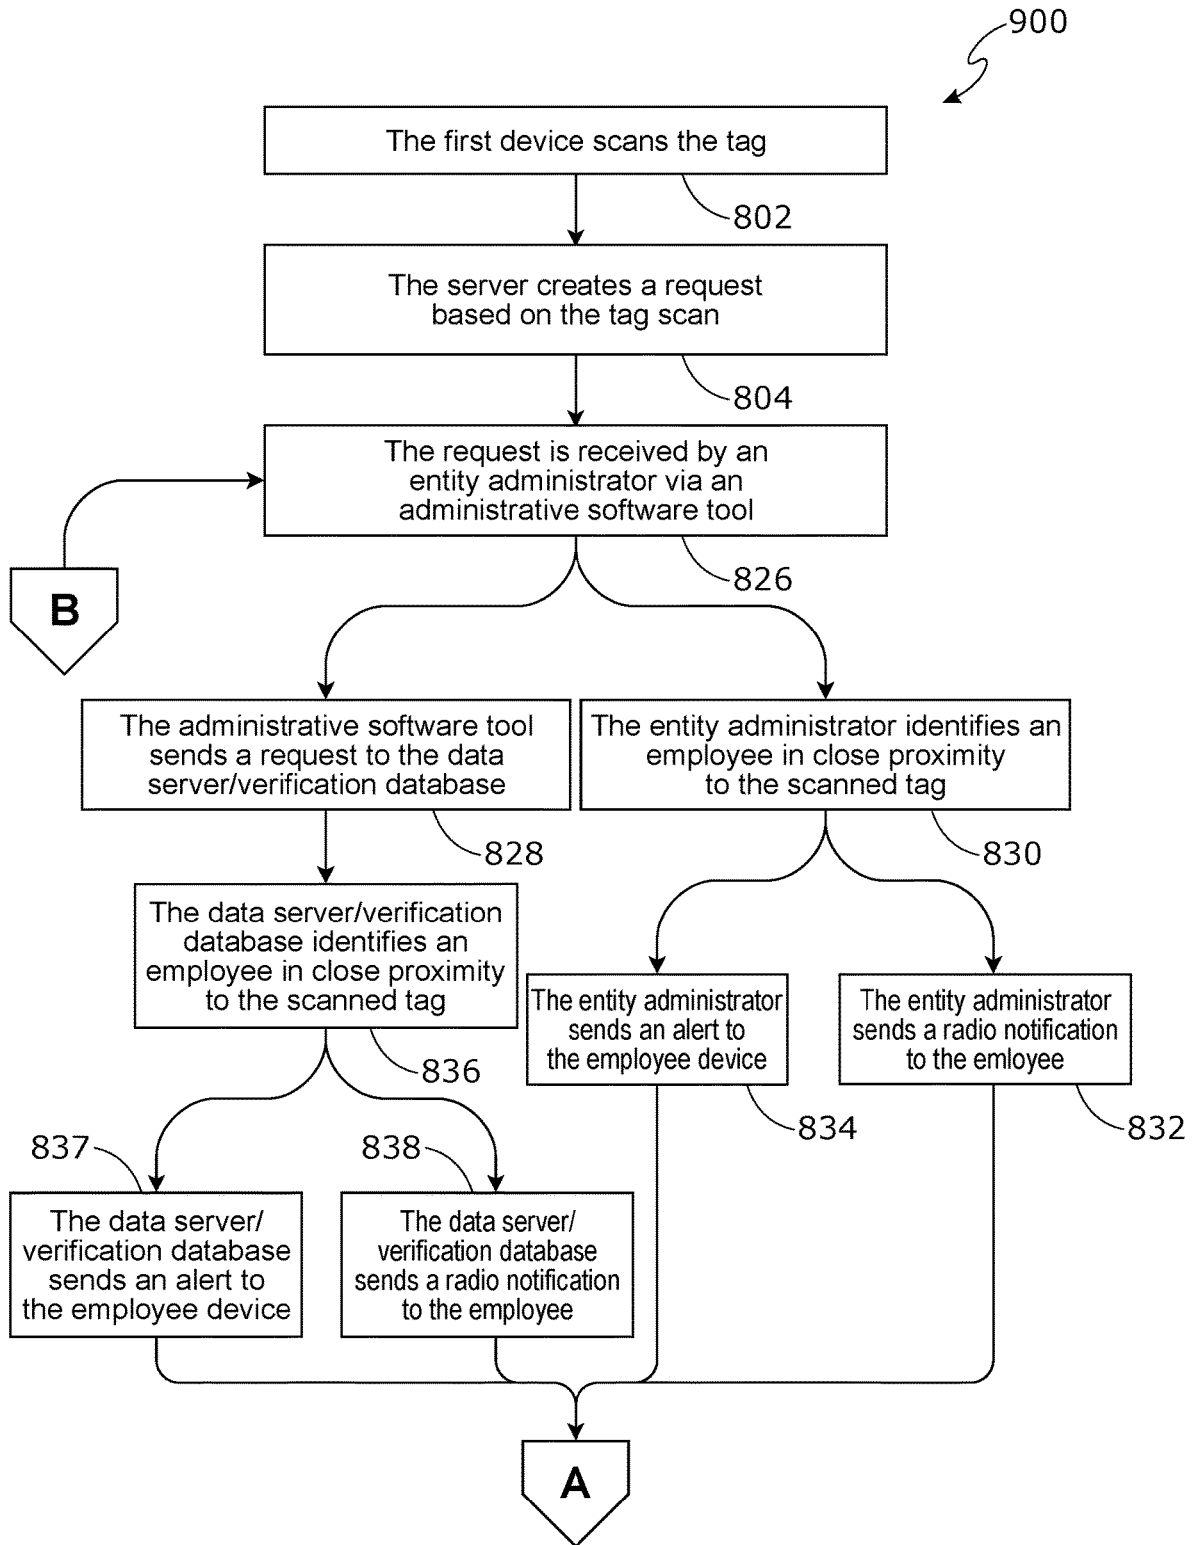 900
The first device scans the tag
802
The server creates a request
based on the tag scan
804
The request is received by an
entity administrator via an
administrative software tool
826
B
The administrative software tool
sends a request to the data
server/verification database
828
The entity administrator identifies an
employee in close proximity
to the scanned tag
830
The data server/verification
database identifies an
employee in close proximity
to the scanned tag
836
The entity administrator
sends an alert to
the employee device
834
The entity administrator
sends a radio notification
to the emloyee
832
837
The data server/
verification database
sends an alert to
the employee device
838
The data server/
verification database
sends a radio notification
to the employee
A